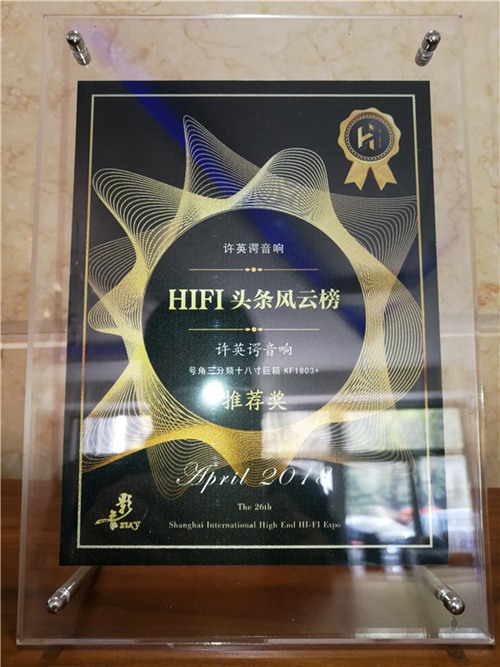 许英谔音响
HIFI 头条风云榜
许英谔音响
号角三分频十八寸巨箱 KF1803+
推荐奖
April 2018
The 26th
Shanghai International High End HI-FI Expo
影音